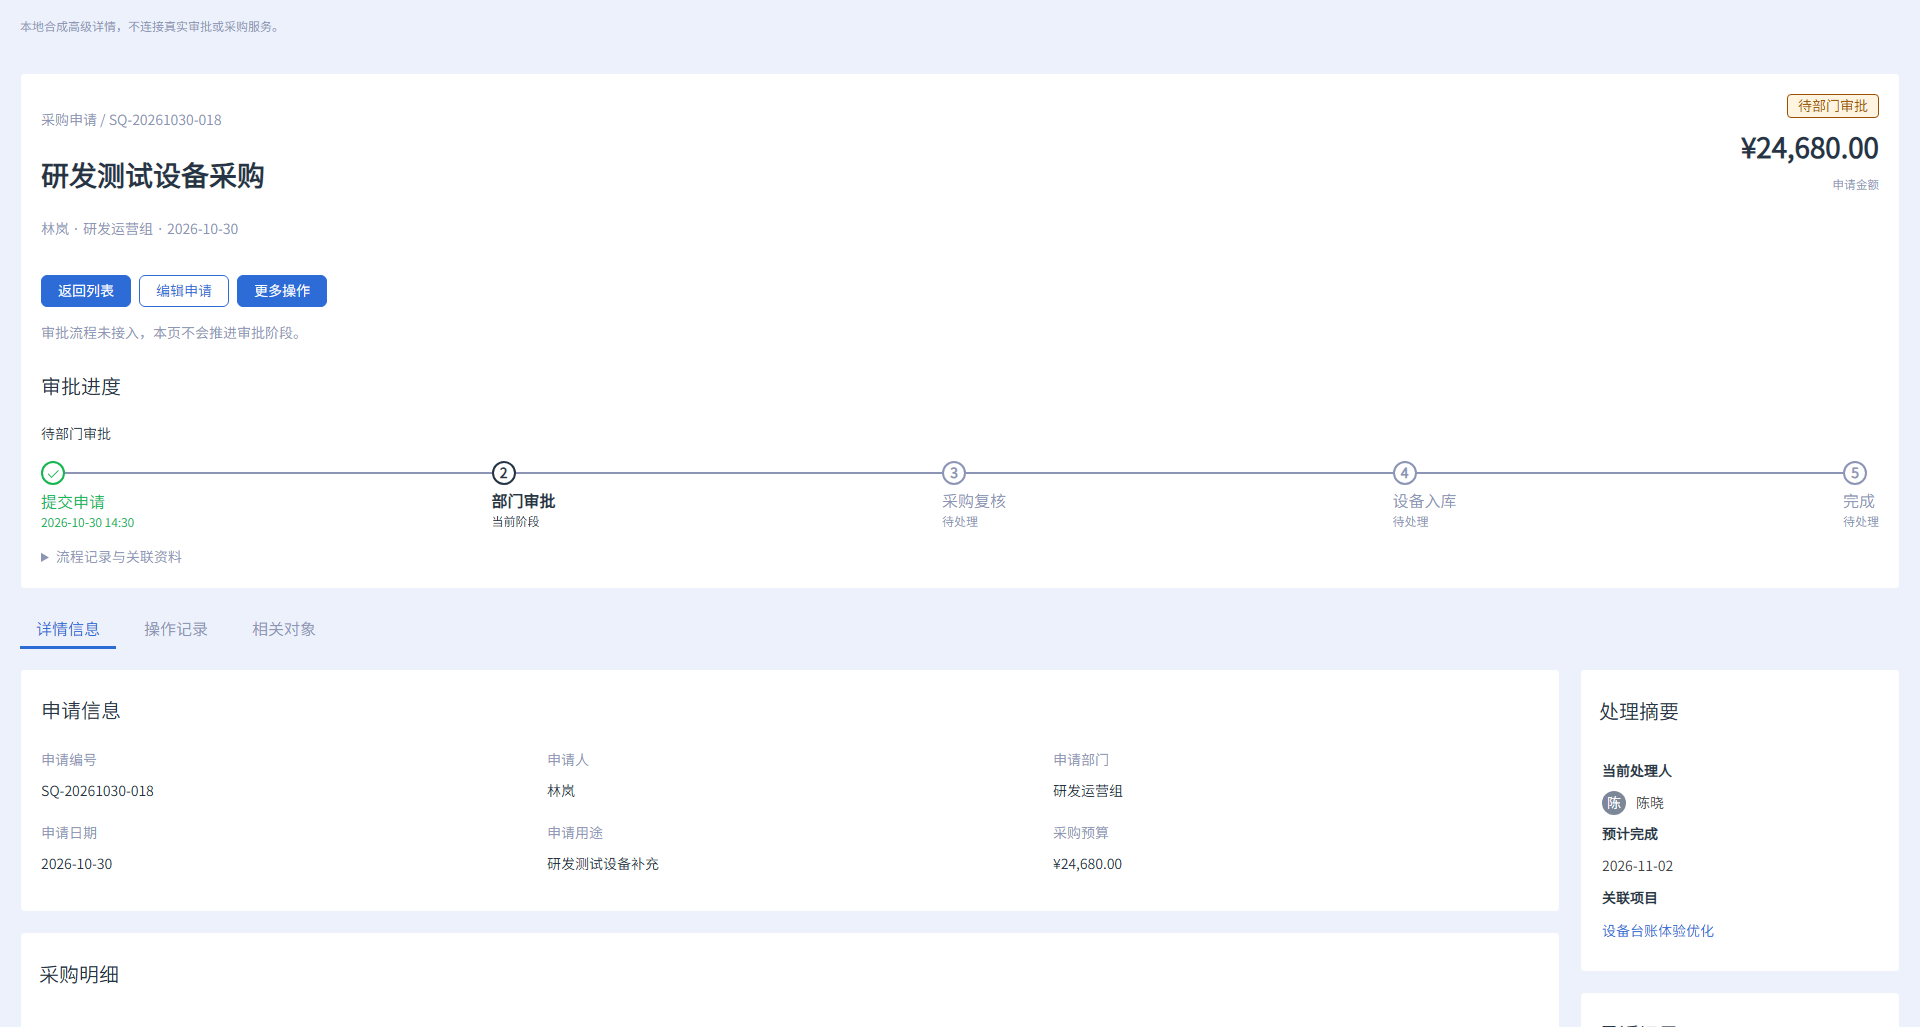 本地合成高级详情，不连接真实审批或采购服务。
采购申请 / SQ-20261030-018
待部门审批
¥24,680.00
申请金额
研发测试设备采购
林岚 · 研发运营组 · 2026-10-30
返回列表 编辑申请 更多操作
审批流程未接入，本页不会推进审批阶段。
审批进度
待部门审批
2 3 4 5
提交申请 部门审批 采购复核 设备入库 完成
2026-10-30 14:30 当前阶段 待处理 待处理 待处理
流程记录与关联资料
详情信息 操作记录 相关对象
申请信息
申请编号 申请人 申请部门
SQ-20261030-018 林岚 研发运营组
申请日期 申请用途 采购预算
2026-10-30 研发测试设备补充 ¥24,680.00
采购明细
处理摘要
当前处理人
陈 陈晓
预计完成
2026-11-02
关联项目
设备台账体验优化